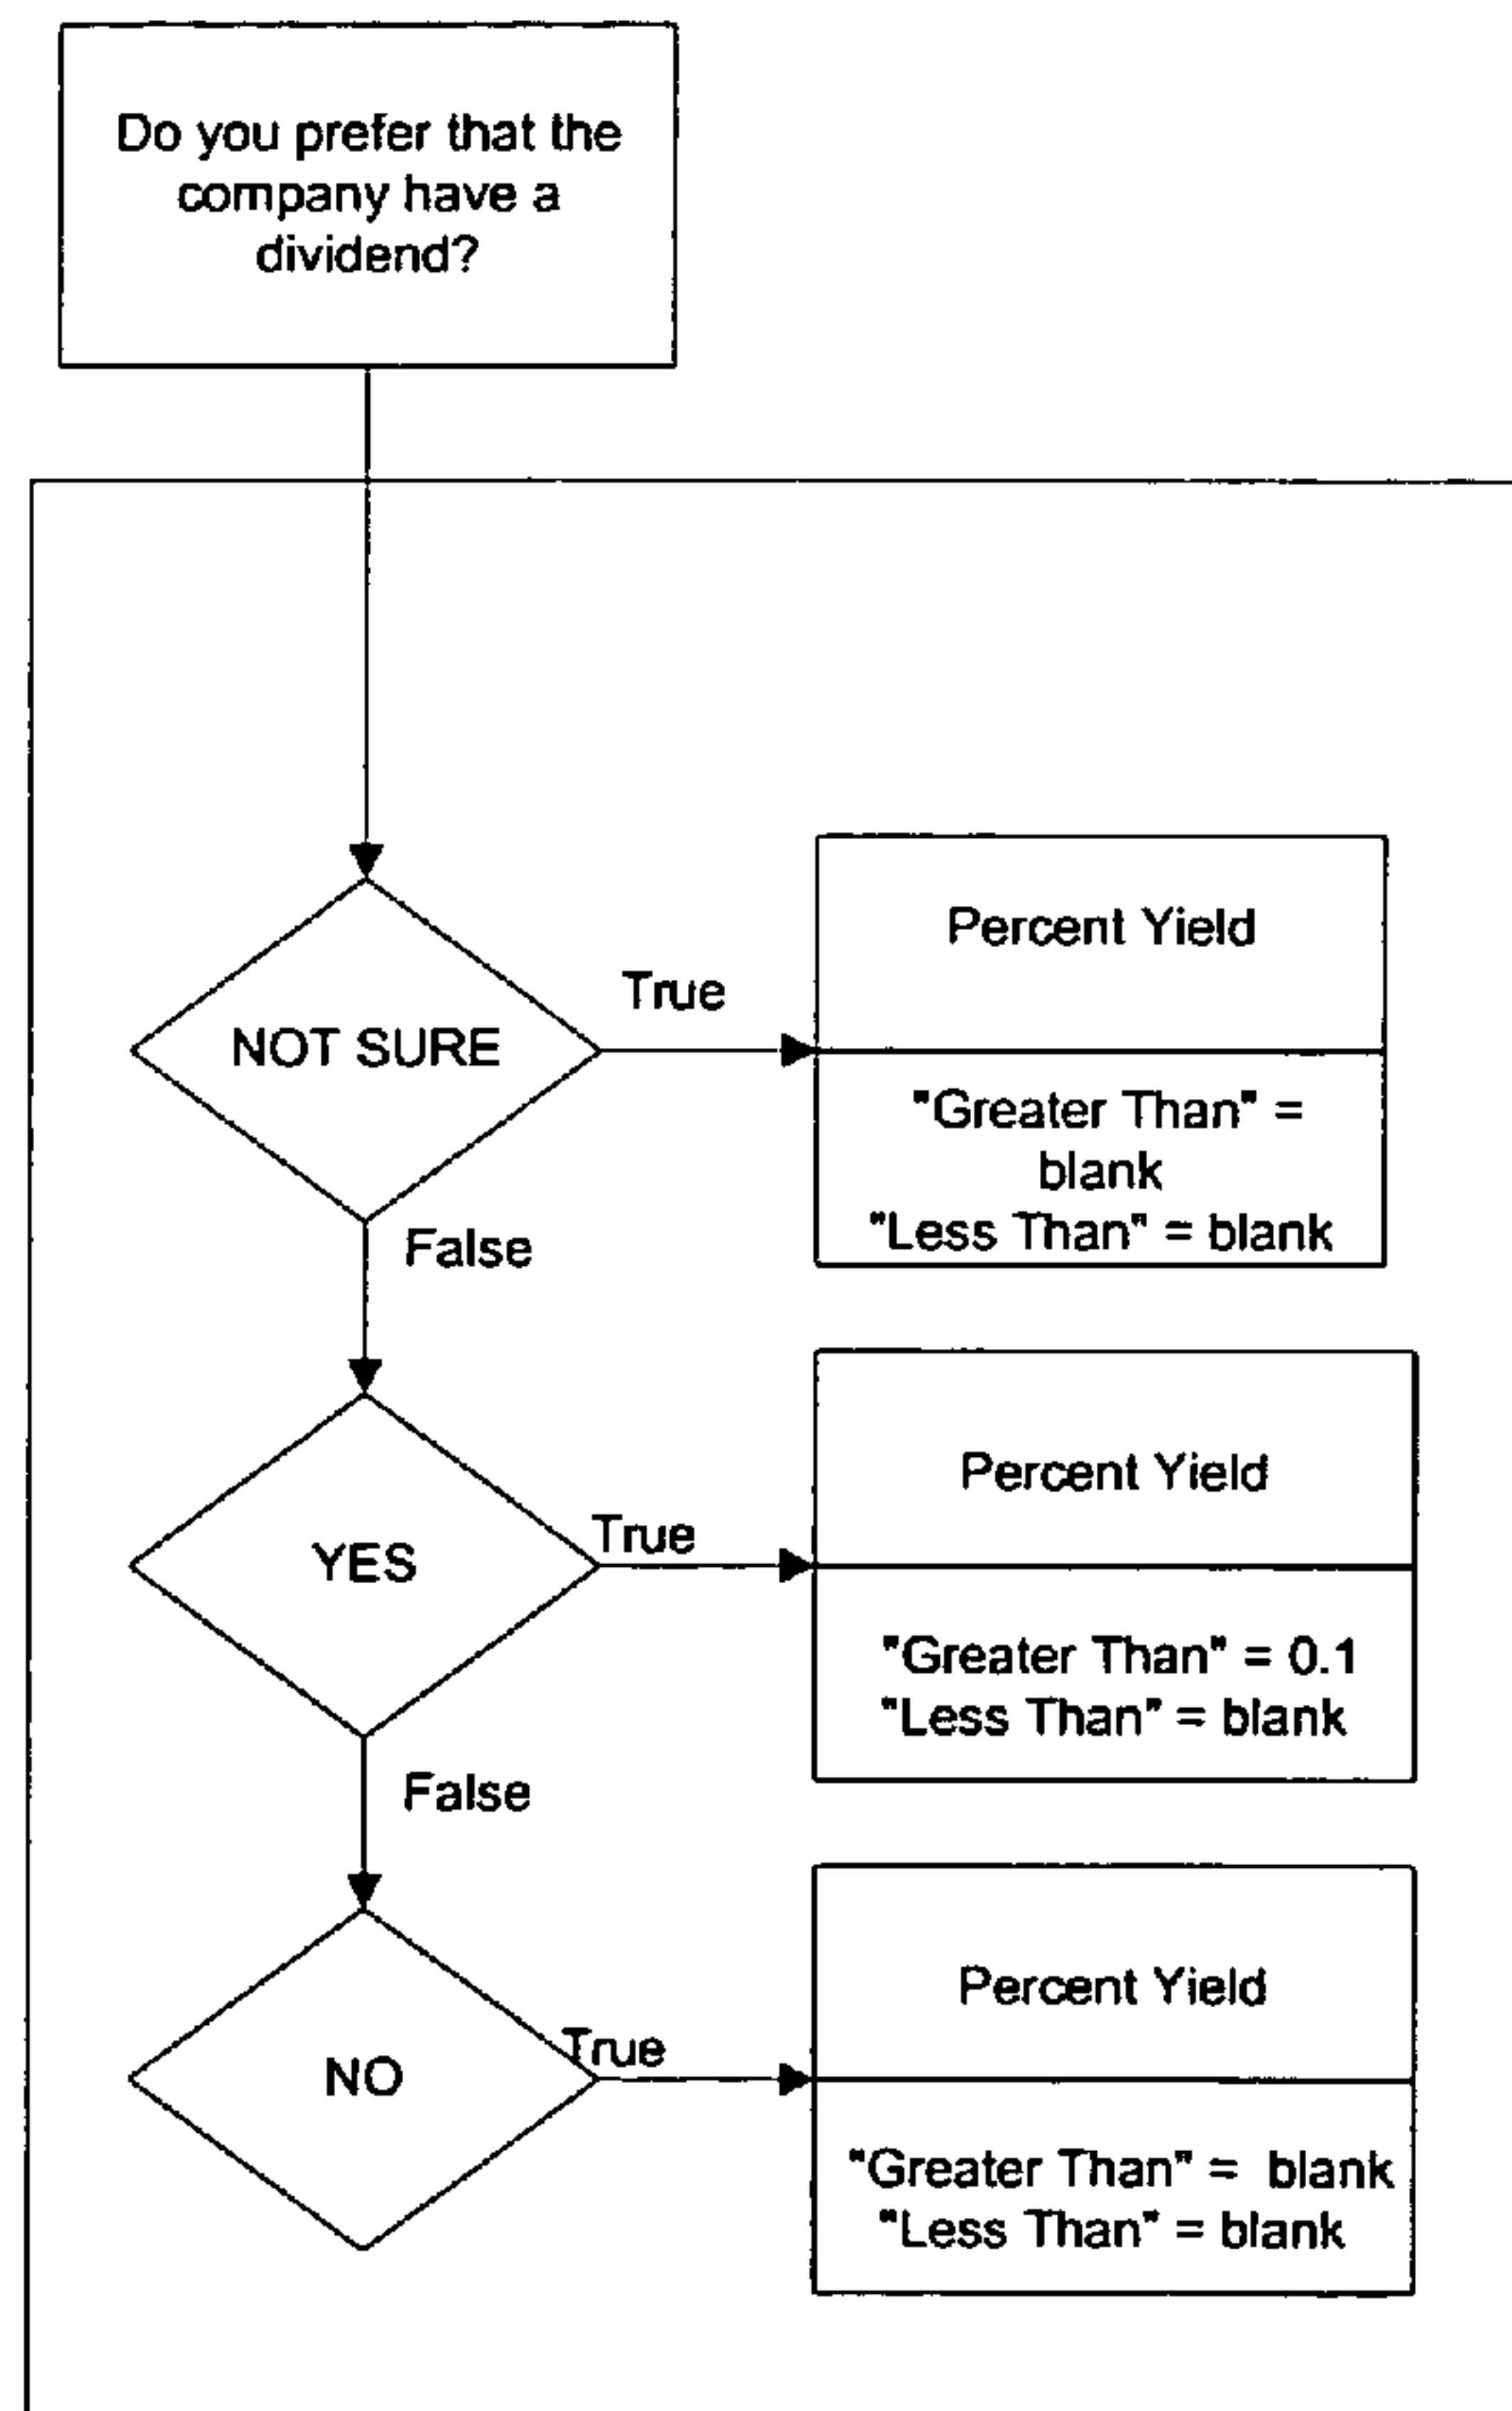 Do you prefer that the
company have a
dividend?
NOT SURE
True
Percent Yield
"Greater Than" =
blank
"Less Than" = blank
False
YES
True
Percent Yield
"Greater Than" = 0.1
"Less Than" = blank
False
NO
True
Percent Yield
"Greater Than" = blank
"Less Than" = blank